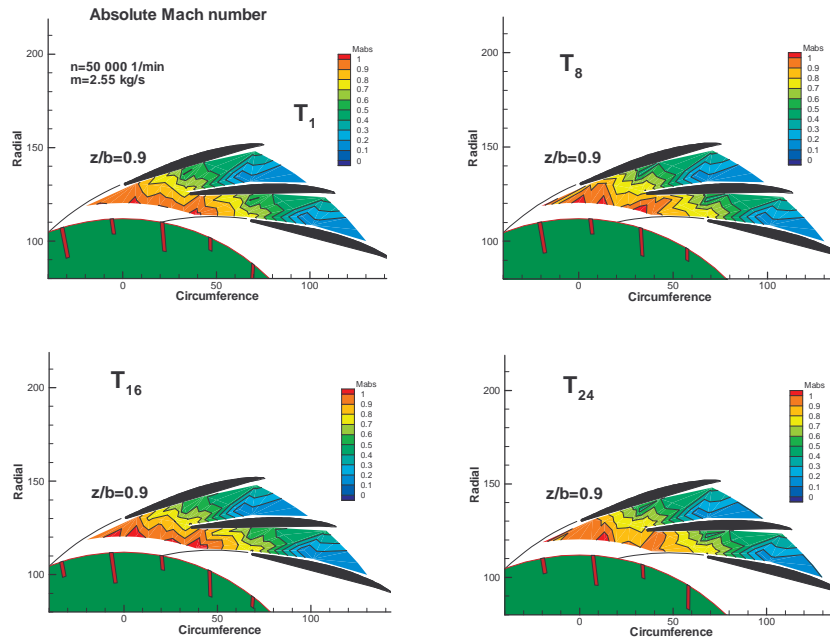 Absolute Mach number
n=50 000 1/min
m=2.55 kg/s
T1
z/b=0.9
Mabs
1
0.9
0.8
0.7
0.6
0.5
0.4
0.3
0.2
0.1
0
Radial
200
150
100
0
50
100
Circumference
T8
z/b=0.9
Mabs
1
0.9
0.8
0.7
0.6
0.5
0.4
0.3
0.2
0.1
0
Radial
200
150
100
0
50
100
Circumference
T16
z/b=0.9
Mabs
1
0.9
0.8
0.7
0.6
0.5
0.4
0.3
0.2
0.1
0
Radial
200
150
100
0
50
100
Circumference
T24
z/b=0.9
Mabs
1
0.9
0.8
0.7
0.6
0.5
0.4
0.3
0.2
0.1
0
Radial
200
150
100
0
50
100
Circumference